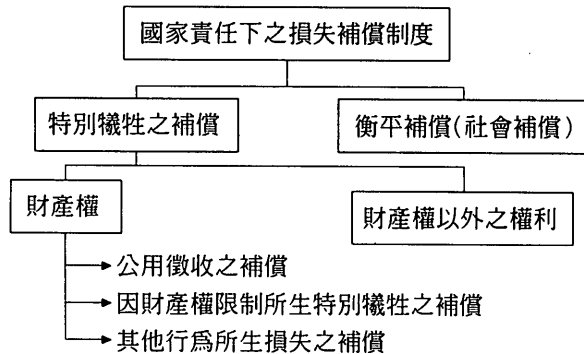 國家責任下之損失補償制度
特別犧牲之補償
衡平補償(社會補償)
財產權
財產權以外之權利
公用徵收之補償
因財產權限制所生特別犧牲之補償
其他行爲所生損失之補償